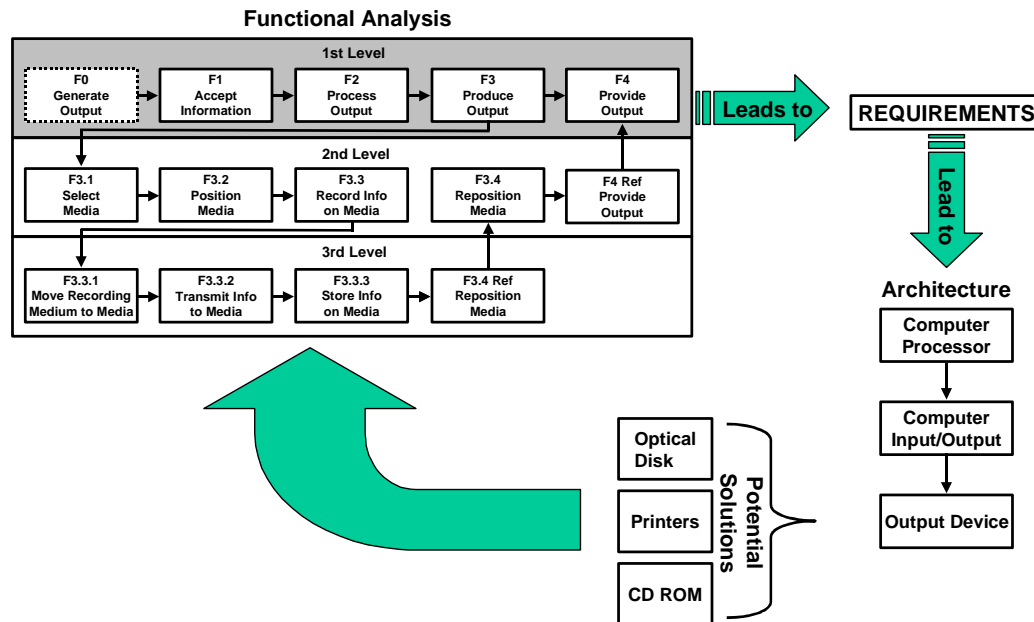 Functional Analysis
1st Level
F0
Generate
Output
F1
Accept
Information
F2
Process
Output
F3
Produce
Output
F4
Provide
Output
Leads to
REQUIREMENTS
2nd Level
F3.1
Select
Media
F3.2
Position
Media
F3.3
Record Info
on Media
F3.4
Reposition
Media
F4 Ref
Provide
Output
Lead to
3rd Level
F3.3.1
Move Recording
Medium to Media
F3.3.2
Transmit Info
to Media
F3.3.3
Store Info
on Media
F3.4 Ref
Reposition
Media
Architecture
Computer
Processor
Computer
Input/Output
Output Device
Optical
Disk
Printers
CD ROM
Potential
Solutions